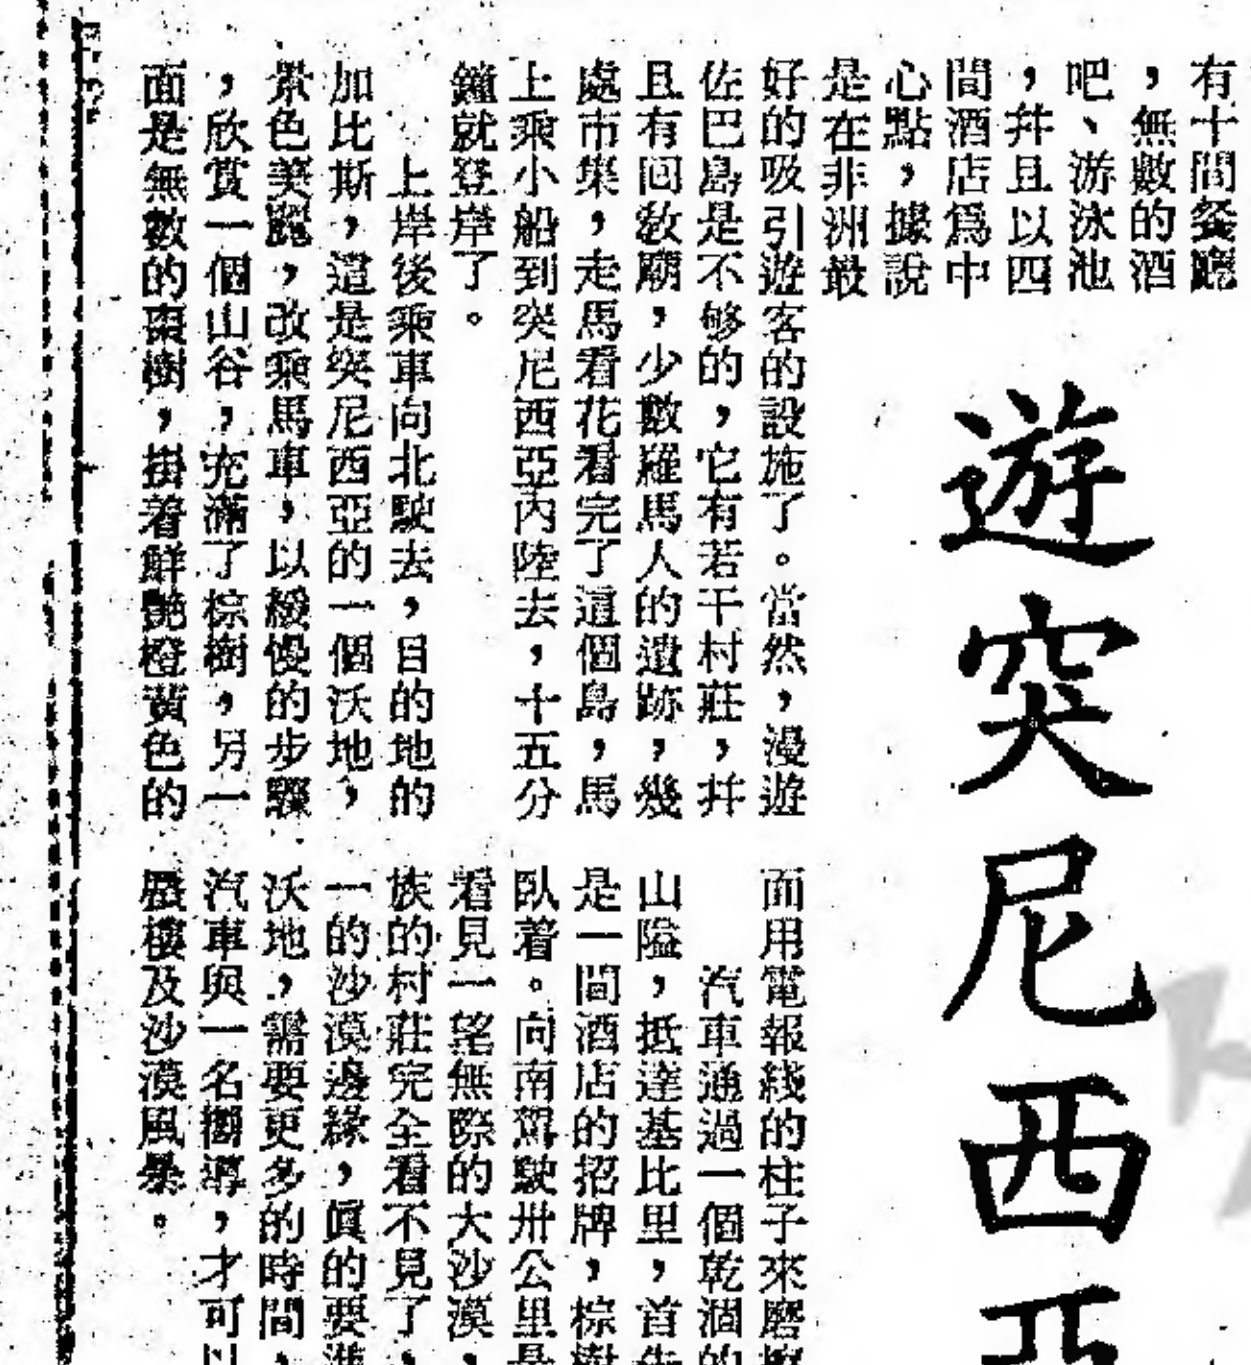 遊突尼西亞
有十間餐廳
，無數的酒
吧、游泳池
，幷且以四
間酒店爲中
心點，據說
是在非洲最
好的吸引遊客的設施了。當然，漫遊
佐巴島是不够的，它有若干村莊，幷
且有回敎廟，少數羅馬人的遺跡，幾
處市集，走馬看花看完了這個島，馬
上乘小船到突尼西亞內陸去，十五分
鐘就登岸了。
上岸後乘車向北駛去，目的地的
加比斯，這是突尼西亞的一個沃地，
景色美麗，改乘馬車，以緩慢的步驟
，欣賞一個山谷，充滿了棕樹，另一
面是無數的棗樹，掛着鮮艷橙黃色的
面用電報綫的柱子來磨擦
汽車通過一個乾涸的
山隘，抵達基比里，首先
是一間酒店的招牌，棕樹
臥着。向南駕駛卅公里是
看見一望無際的大沙漠，
族的村莊完全看不見了，
一的沙漠邊緣，眞的要進
沃地，需要更多的時間，
汽車與一名嚮導，才可以
蜃樓及沙漠風暴。